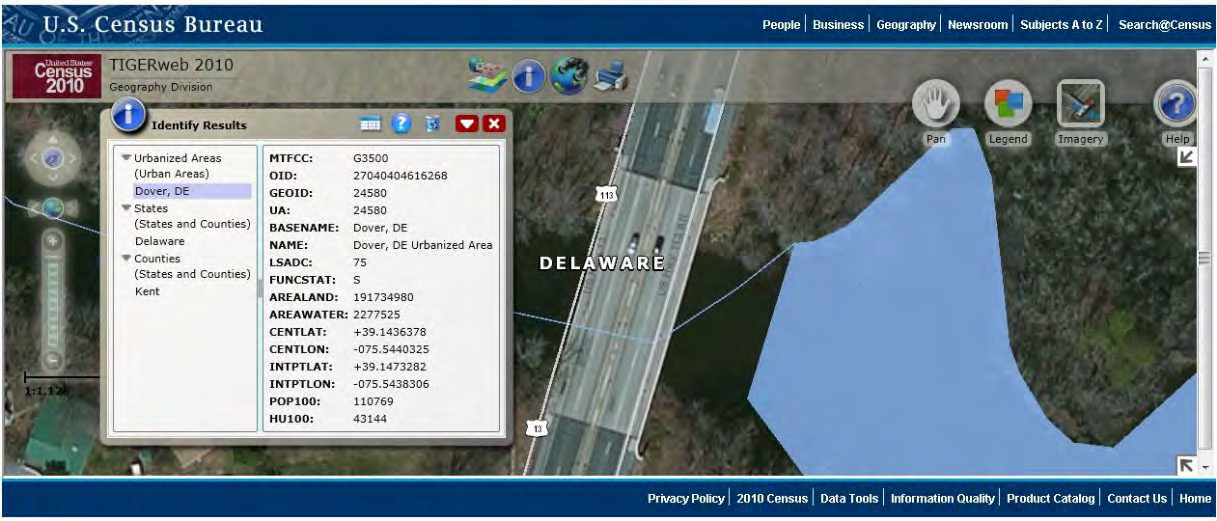 U.S. Census Bureau
People | Business | Geography | Newsroom | Subjects A to Z | Search@Census
United States
Census
2010
TIGERweb 2010
Geography Division
Pan
Legend
Imagery
Help
Identify Results
Urbanized Areas
(Urban Areas)
Dover, DE
States
(States and Counties)
Delaware
Counties
(States and Counties)
Kent
MTFCC: G3500
OID: 27040404616268
GEOID: 24580
UA: 24580
BASENAME: Dover, DE
NAME: Dover, DE Urbanized Area
LSADC: 75
FUNCSTAT: S
AREALAND: 191734980
AREAWATER: 2277525
CENTLAT: +39.1436378
CENTLON: -075.5440325
INTPTLAT: +39.1473282
INTPTLON: -075.5438306
POP100: 110769
HU100: 43144
113
DELAWARE
13
1:1,128
Privacy Policy | 2010 Census | Data Tools | Information Quality | Product Catalog | Contact Us | Home